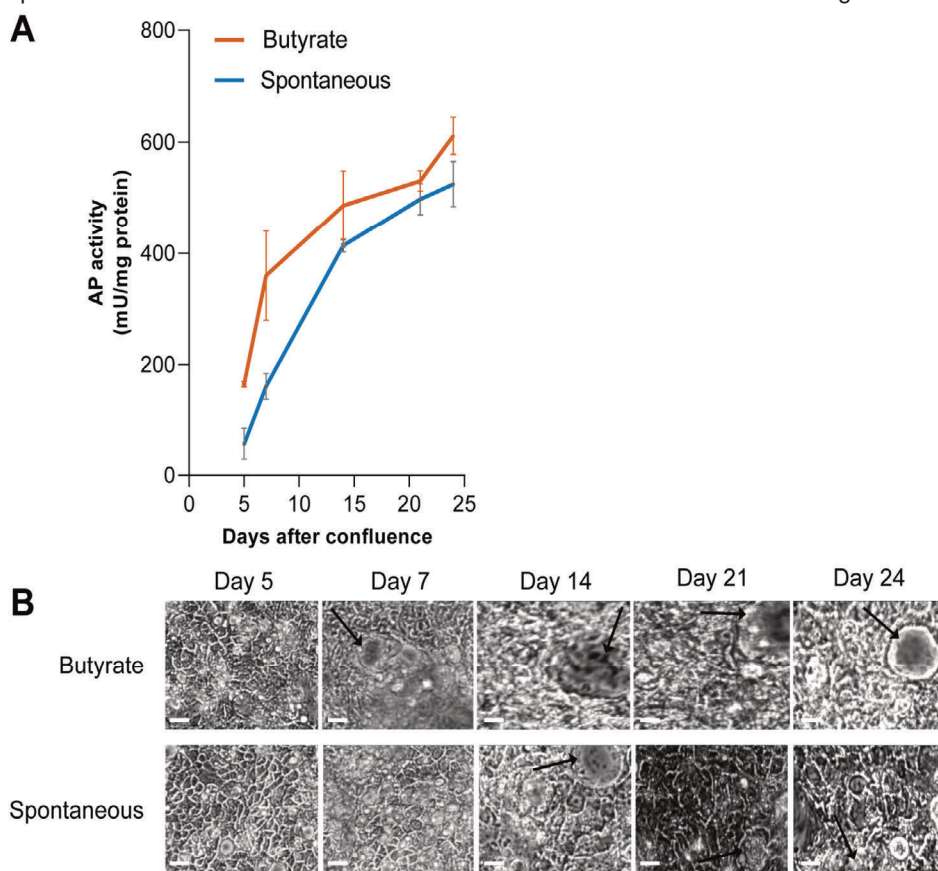 A
800
Butyrate
Spontaneous
600
400
200
0
AP activity
(mU/mg protein)
0 5 10 15 20 25
Days after confluence
B
Day 5 Day 7 Day 14 Day 21 Day 24
Butyrate
Spontaneous